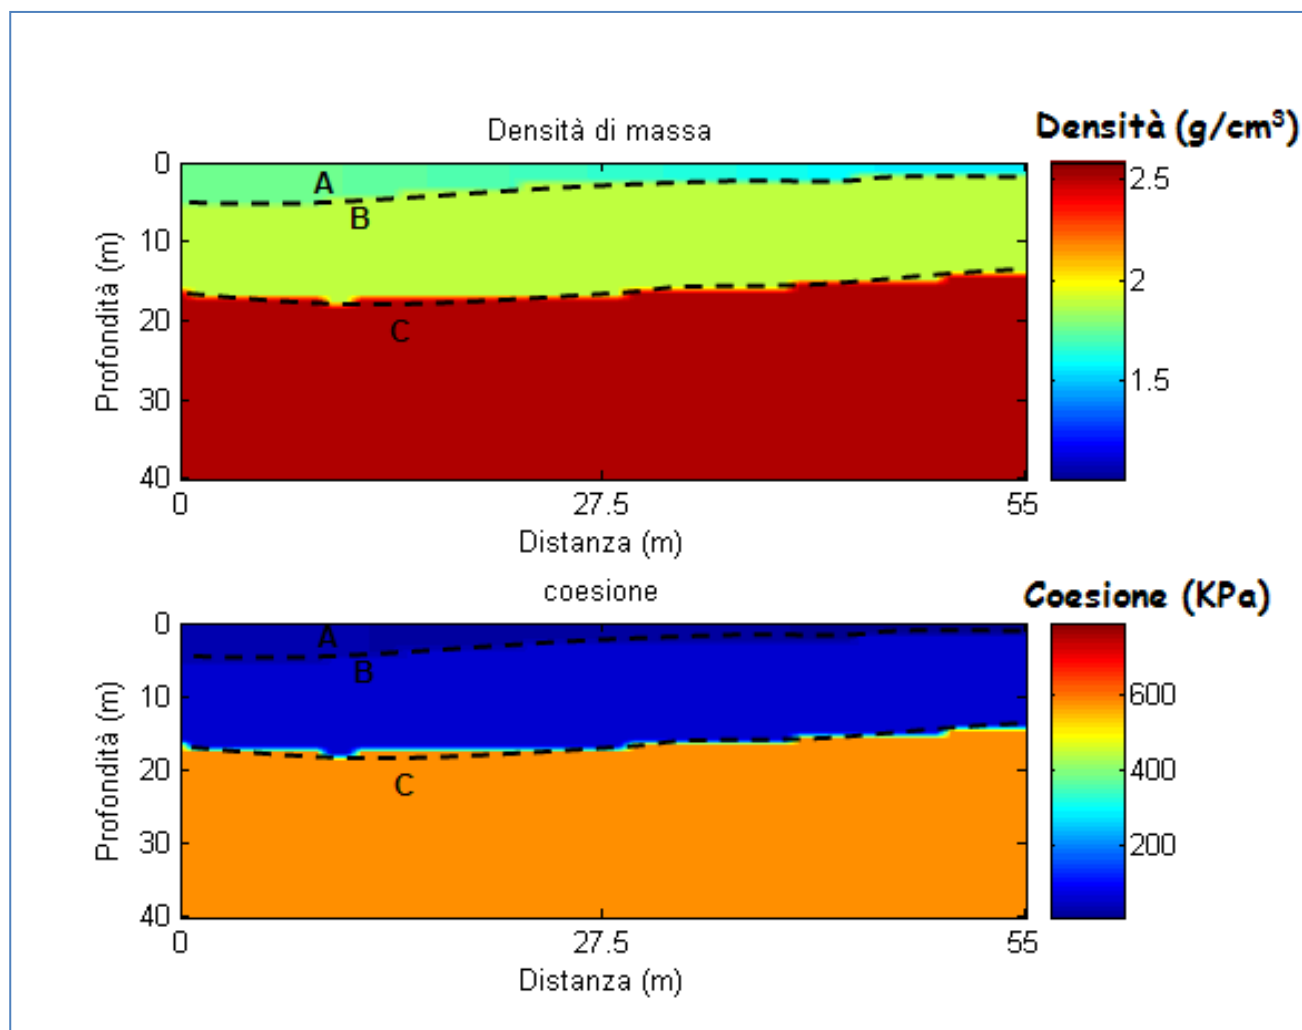 Densità di massa
Densità (g/cm³)
0
10
20
30
40
Profondità (m)
A
B
C
2.5
2
1.5
0
27.5
55
Distanza (m)
coesione
Coesione (KPa)
0
10
20
30
40
Profondità (m)
A
B
C
600
400
200
0
27.5
55
Distanza (m)